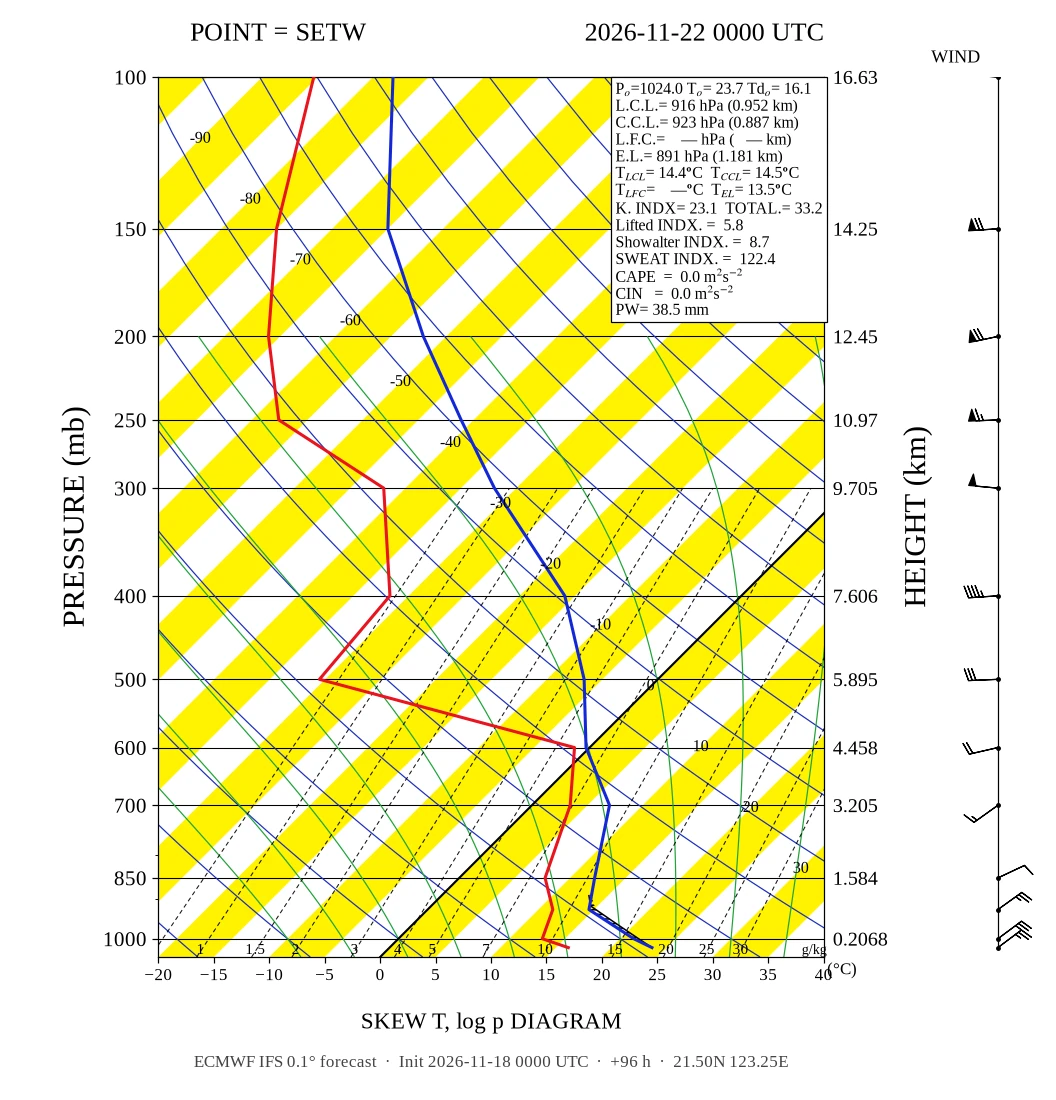 POINT = SETW 2026-11-22 0000 UTC
WIND
100 16.63
P_o=1024.0 T_o= 23.7 Td_o= 16.1
L.C.L.= 916 hPa (0.952 km)
C.C.L.= 923 hPa (0.887 km)
L.F.C.= — hPa ( — km)
E.L.= 891 hPa (1.181 km)
T_LCL= 14.4°C T_CCL= 14.5°C
T_LFC= —°C T_EL= 13.5°C
K. INDX= 23.1 TOTAL.= 33.2
Lifted INDX. = 5.8
Showalter INDX. = 8.7
SWEAT INDX. = 122.4
CAPE = 0.0 m²s⁻²
CIN = 0.0 m²s⁻²
PW= 38.5 mm
-90
-80
150 14.25
-70
-60
200 12.45
-50
250 10.97
-40
300 9.705
-30
-20
400 7.606
-10
500 5.895
0
10
600 4.458
700 3.205
20
30
850 1.584
1000 0.2068
PRESSURE (mb)
HEIGHT (km)
1 1.5 2 3 4 5 7 10 15 20 25 30 g/kg
−20 −15 −10 −5 0 5 10 15 20 25 30 35 40 (°C)
SKEW T, log p DIAGRAM
ECMWF IFS 0.1° forecast · Init 2026-11-18 0000 UTC · +96 h · 21.50N 123.25E